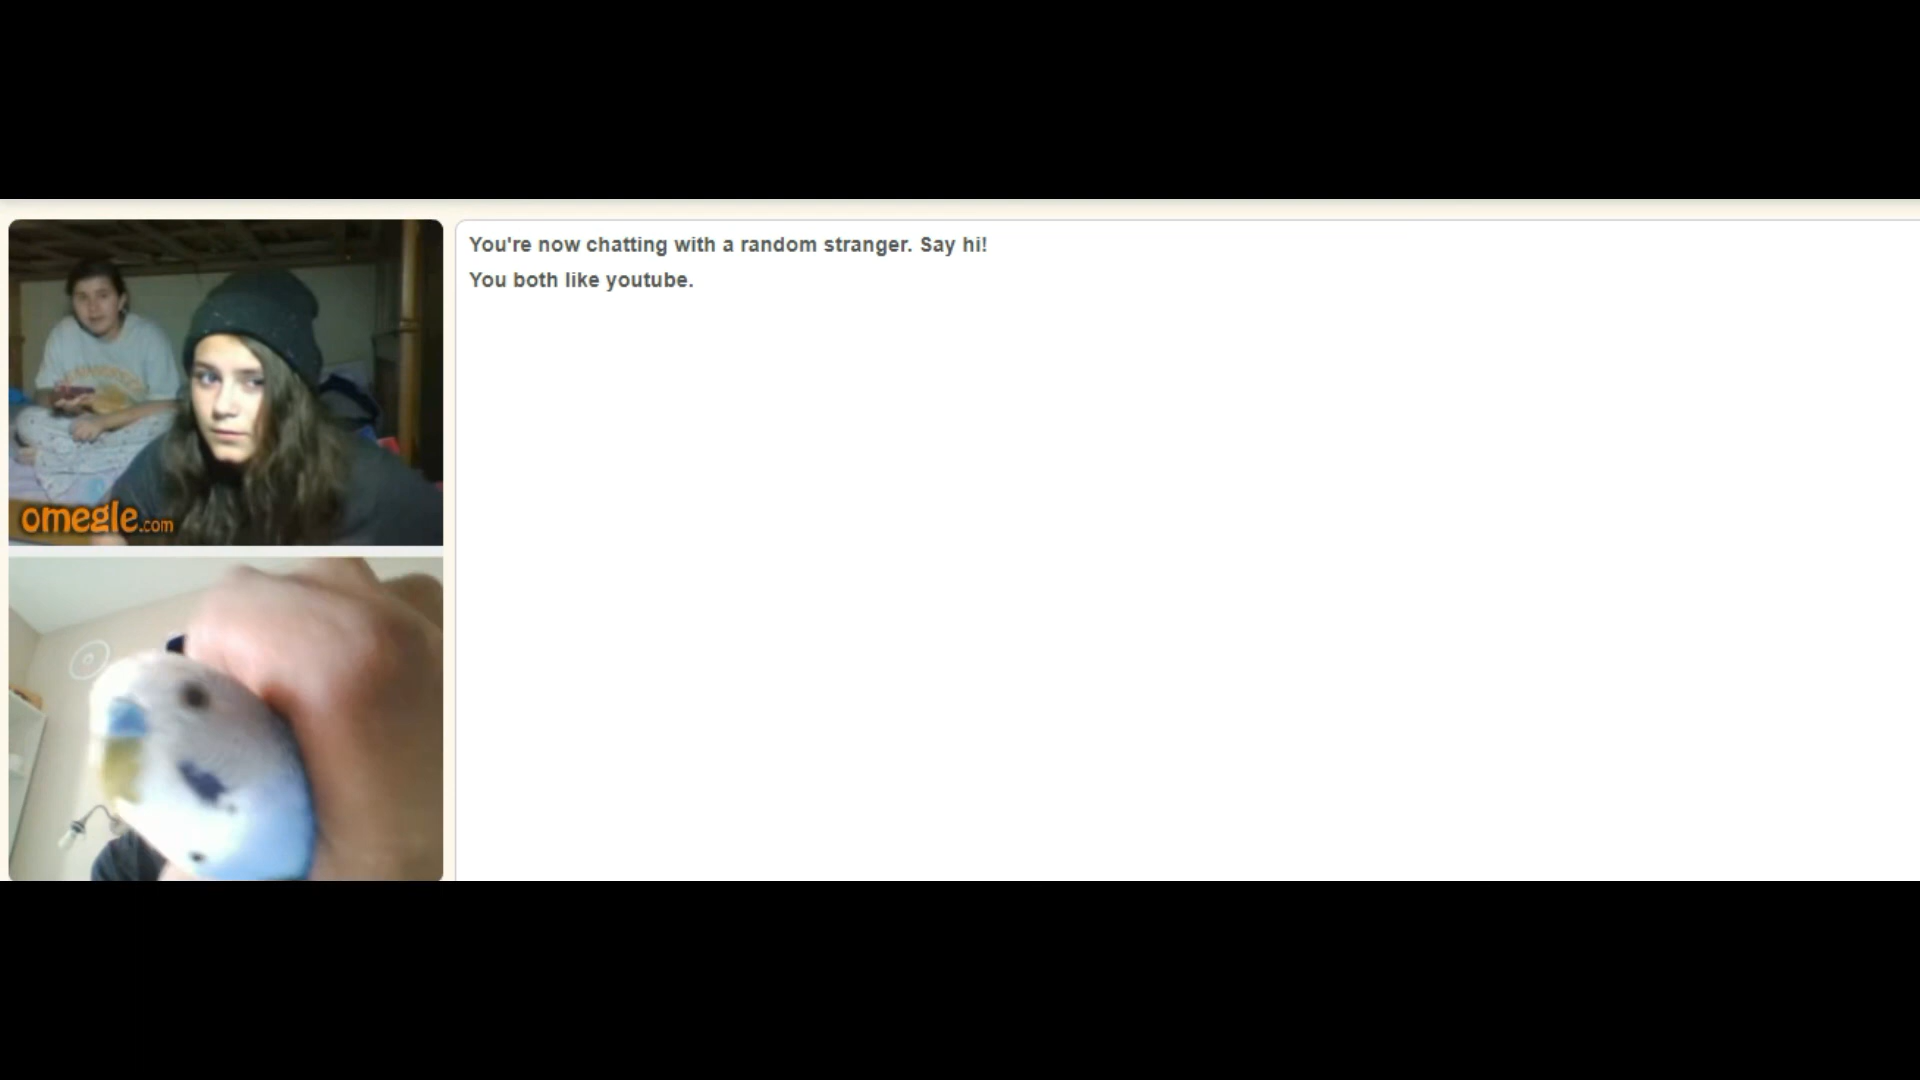 You're now chatting with a random stranger. Say hi!
You both like youtube.
omegle.com